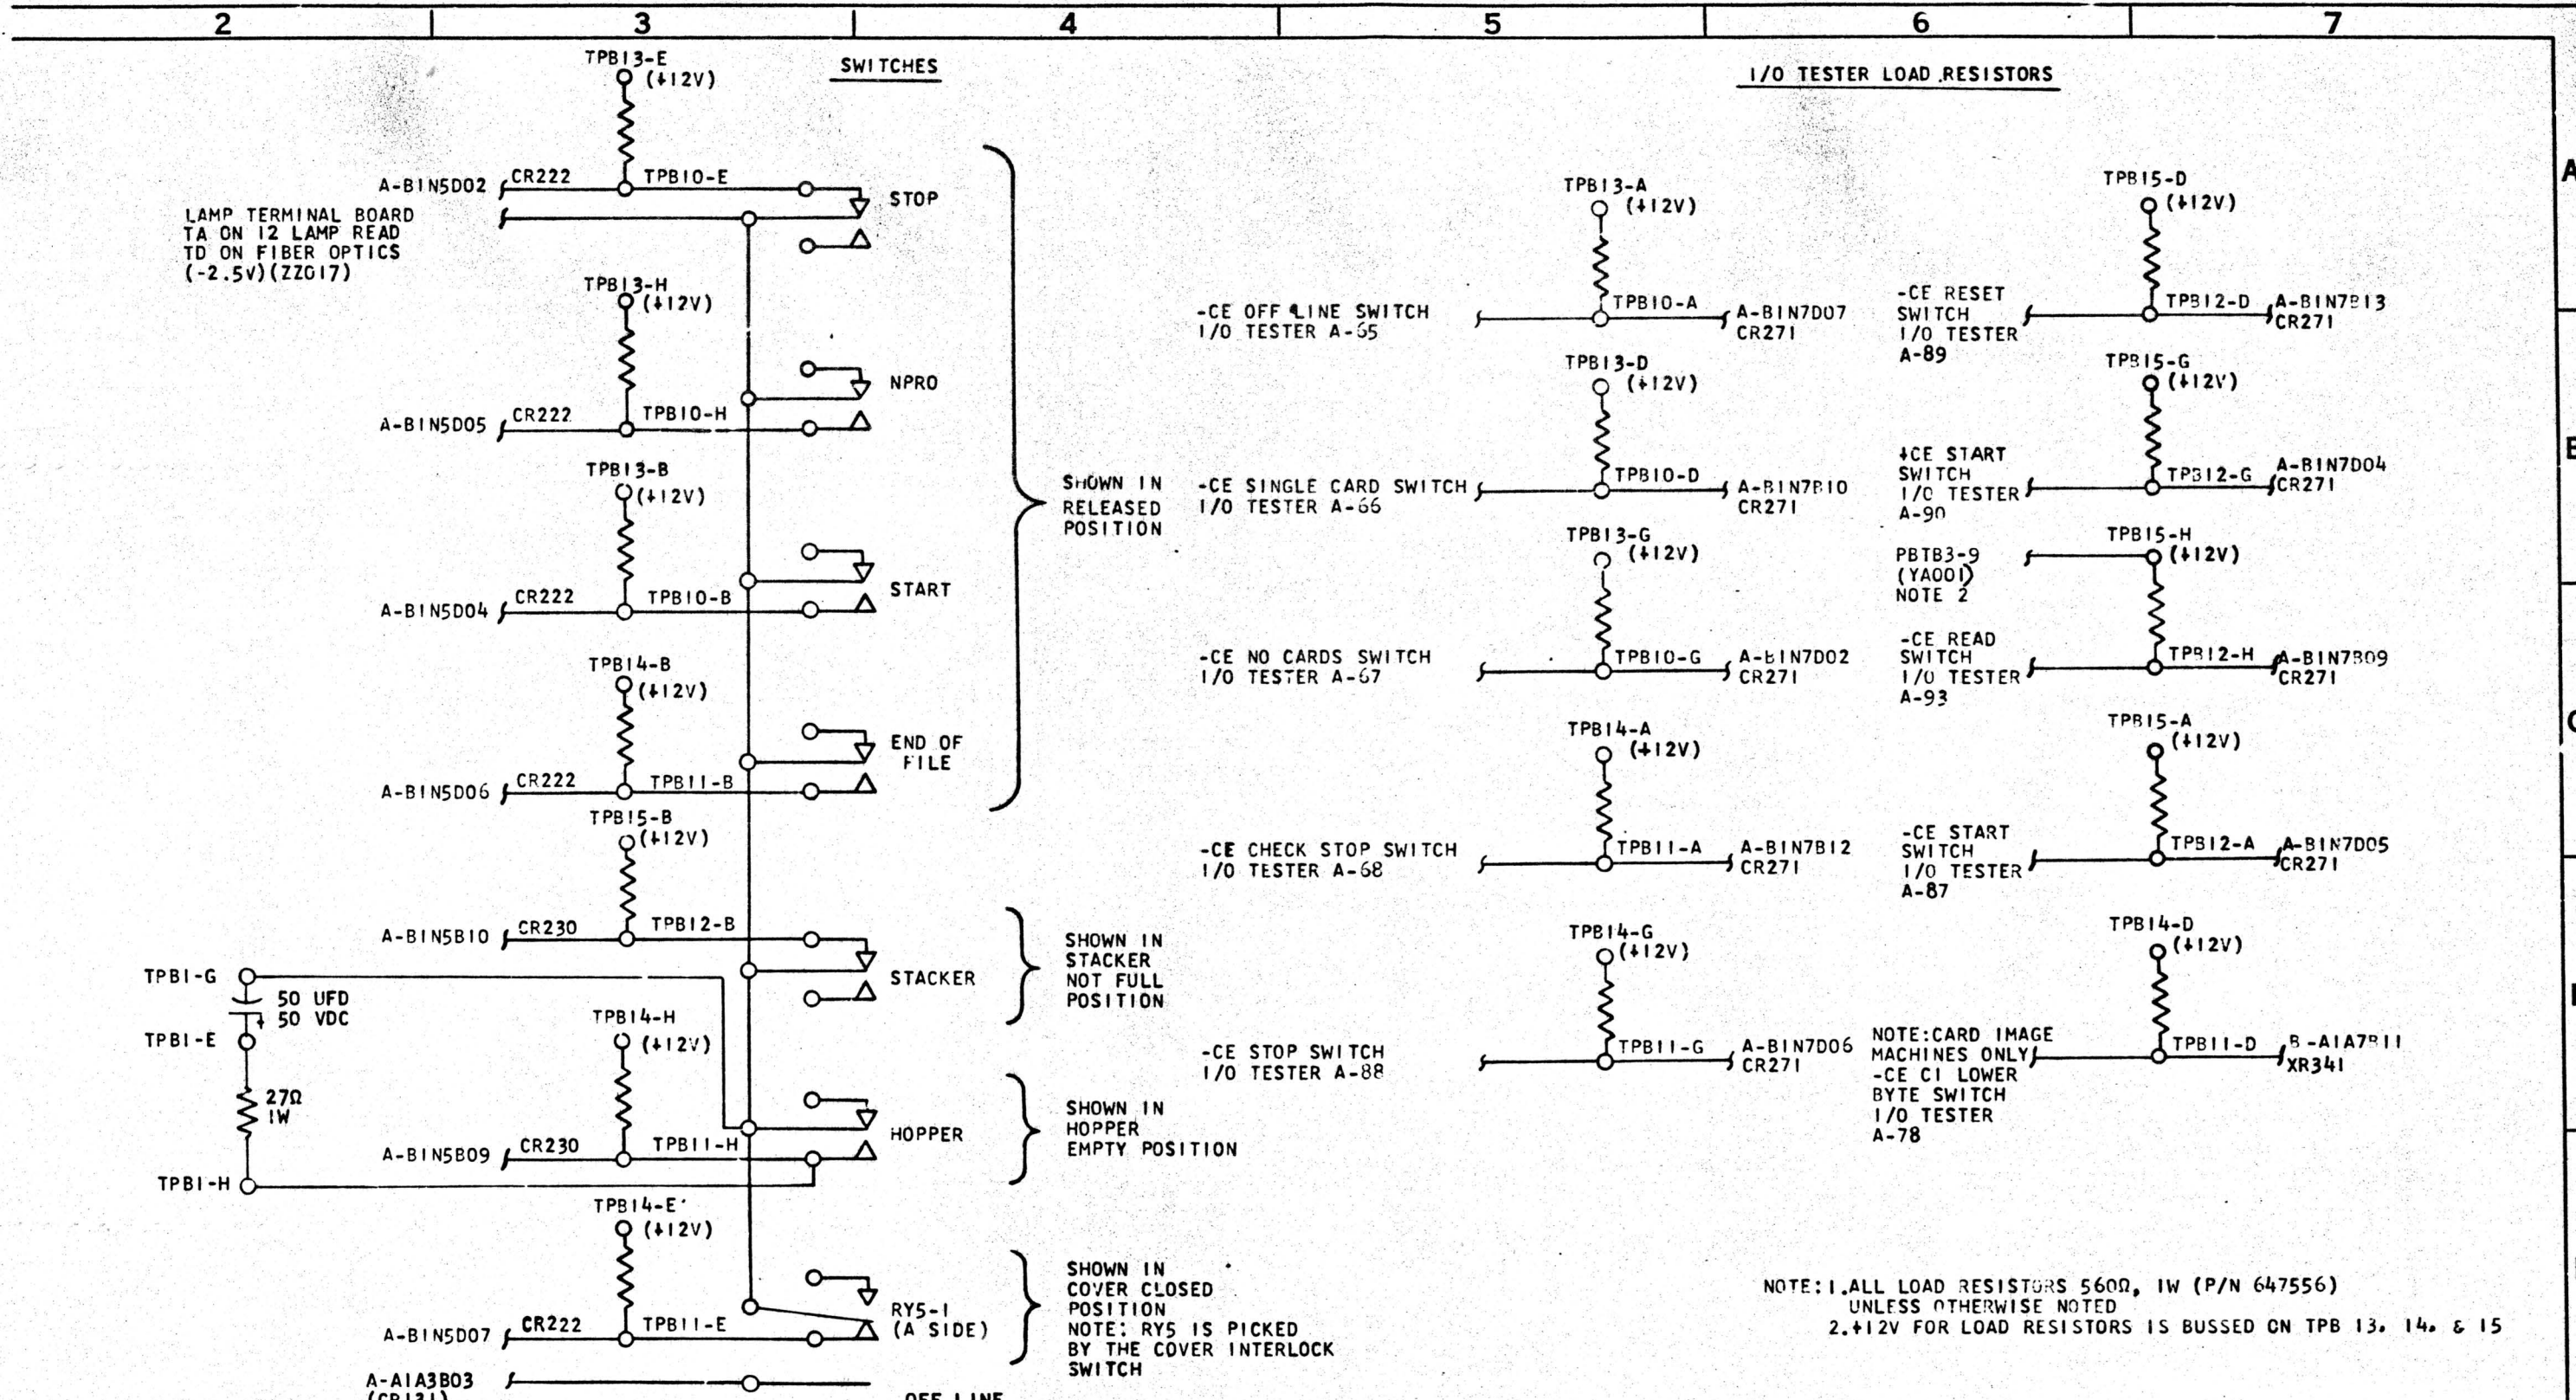 2 3 4 5 6 7
SWITCHES
I/O TESTER LOAD RESISTORS
TPB13-E
(+12V)
A-B1N5D02
CR222
TPB10-E
STOP
LAMP TERMINAL BOARD
TA ON 12 LAMP READ
TD ON FIBER OPTICS
(-2.5V)(ZZ017)
TPB13-H
(+12V)
NPRO
A-B1N5D05
CR222
TPB10-H
TPB13-B
(+12V)
START
A-B1N5D04
CR222
TPB10-B
TPB14-B
(+12V)
END OF
FILE
A-B1N5D06
CR222
TPB11-B
SHOWN IN
RELEASED
POSITION
TPB15-B
(+12V)
A-B1N5B10
CR230
TPB12-B
STACKER
SHOWN IN
STACKER
NOT FULL
POSITION
TPB1-G
50 UFD
50 VDC
+
TPB1-E
27Ω
1W
TPB1-H
TPB14-H
(+12V)
HOPPER
A-B1N5B09
CR230
TPB11-H
SHOWN IN
HOPPER
EMPTY POSITION
TPB14-E
(+12V)
RY5-1
(A SIDE)
A-B1N5D07
CR222
TPB11-E
SHOWN IN
COVER CLOSED
POSITION
NOTE: RY5 IS PICKED
BY THE COVER INTERLOCK
SWITCH
A-A1A3B03
OFF LINE
TPB13-A
(+12V)
-CE OFF LINE SWITCH
I/O TESTER A-65
TPB10-A
A-B1N7D07
CR271
TPB13-D
(+12V)
-CE SINGLE CARD SWITCH
I/O TESTER A-66
TPB10-D
A-B1N7B10
CR271
TPB13-G
(+12V)
-CE NO CARDS SWITCH
I/O TESTER A-67
TPB10-G
A-B1N7D02
CR271
TPB14-A
(+12V)
-CE CHECK STOP SWITCH
I/O TESTER A-68
TPB11-A
A-B1N7B12
CR271
TPB14-G
(+12V)
-CE STOP SWITCH
I/O TESTER A-88
TPB11-G
A-B1N7D06
CR271
TPB15-D
(+12V)
-CE RESET
SWITCH
I/O TESTER
A-89
TPB12-D
A-B1N7B13
CR271
TPB15-G
(+12V)
+CE START
SWITCH
I/O TESTER
A-90
TPB12-G
A-B1N7D04
CR271
TPB15-H
(+12V)
PBTB3-9
(YA001)
NOTE 2
-CE READ
SWITCH
I/O TESTER
A-93
TPB12-H
A-B1N7B09
CR271
TPB15-A
(+12V)
-CE START
SWITCH
I/O TESTER
A-87
TPB12-A
A-B1N7D05
CR271
TPB14-D
(+12V)
NOTE:CARD IMAGE
MACHINES ONLY
-CE CI LOWER
BYTE SWITCH
I/O TESTER
A-78
TPB11-D
B-A1A7B11
XR341
NOTE:1.ALL LOAD RESISTORS 560Ω, 1W (P/N 647556)
UNLESS OTHERWISE NOTED
2.+12V FOR LOAD RESISTORS IS BUSSED ON TPB 13. 14. & 15
A